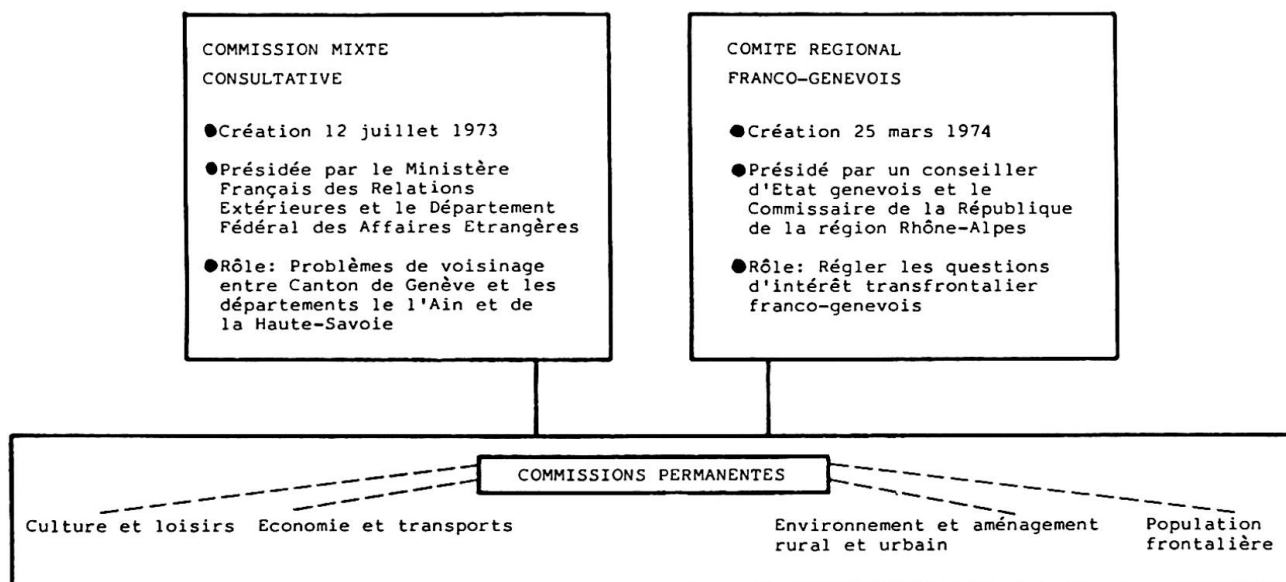 COMMISSION MIXTE
CONSULTATIVE
●Création 12 juillet 1973
●Présidée par le Ministère
Français des Relations
Extérieures et le Département
Fédéral des Affaires Etrangères
●Rôle: Problèmes de voisinage
entre Canton de Genève et les
départements le l'Ain et de
la Haute-Savoie
COMITE REGIONAL
FRANCO-GENEVOIS
●Création 25 mars 1974
●Présidé par un conseiller
d'Etat genevois et le
Commissaire de la République
de la région Rhône-Alpes
●Rôle: Régler les questions
d'intérêt transfrontalier
franco-genevois
COMMISSIONS PERMANENTES
Culture et loisirs
Economie et transports
Environnement et aménagement
rural et urbain
Population
frontalière